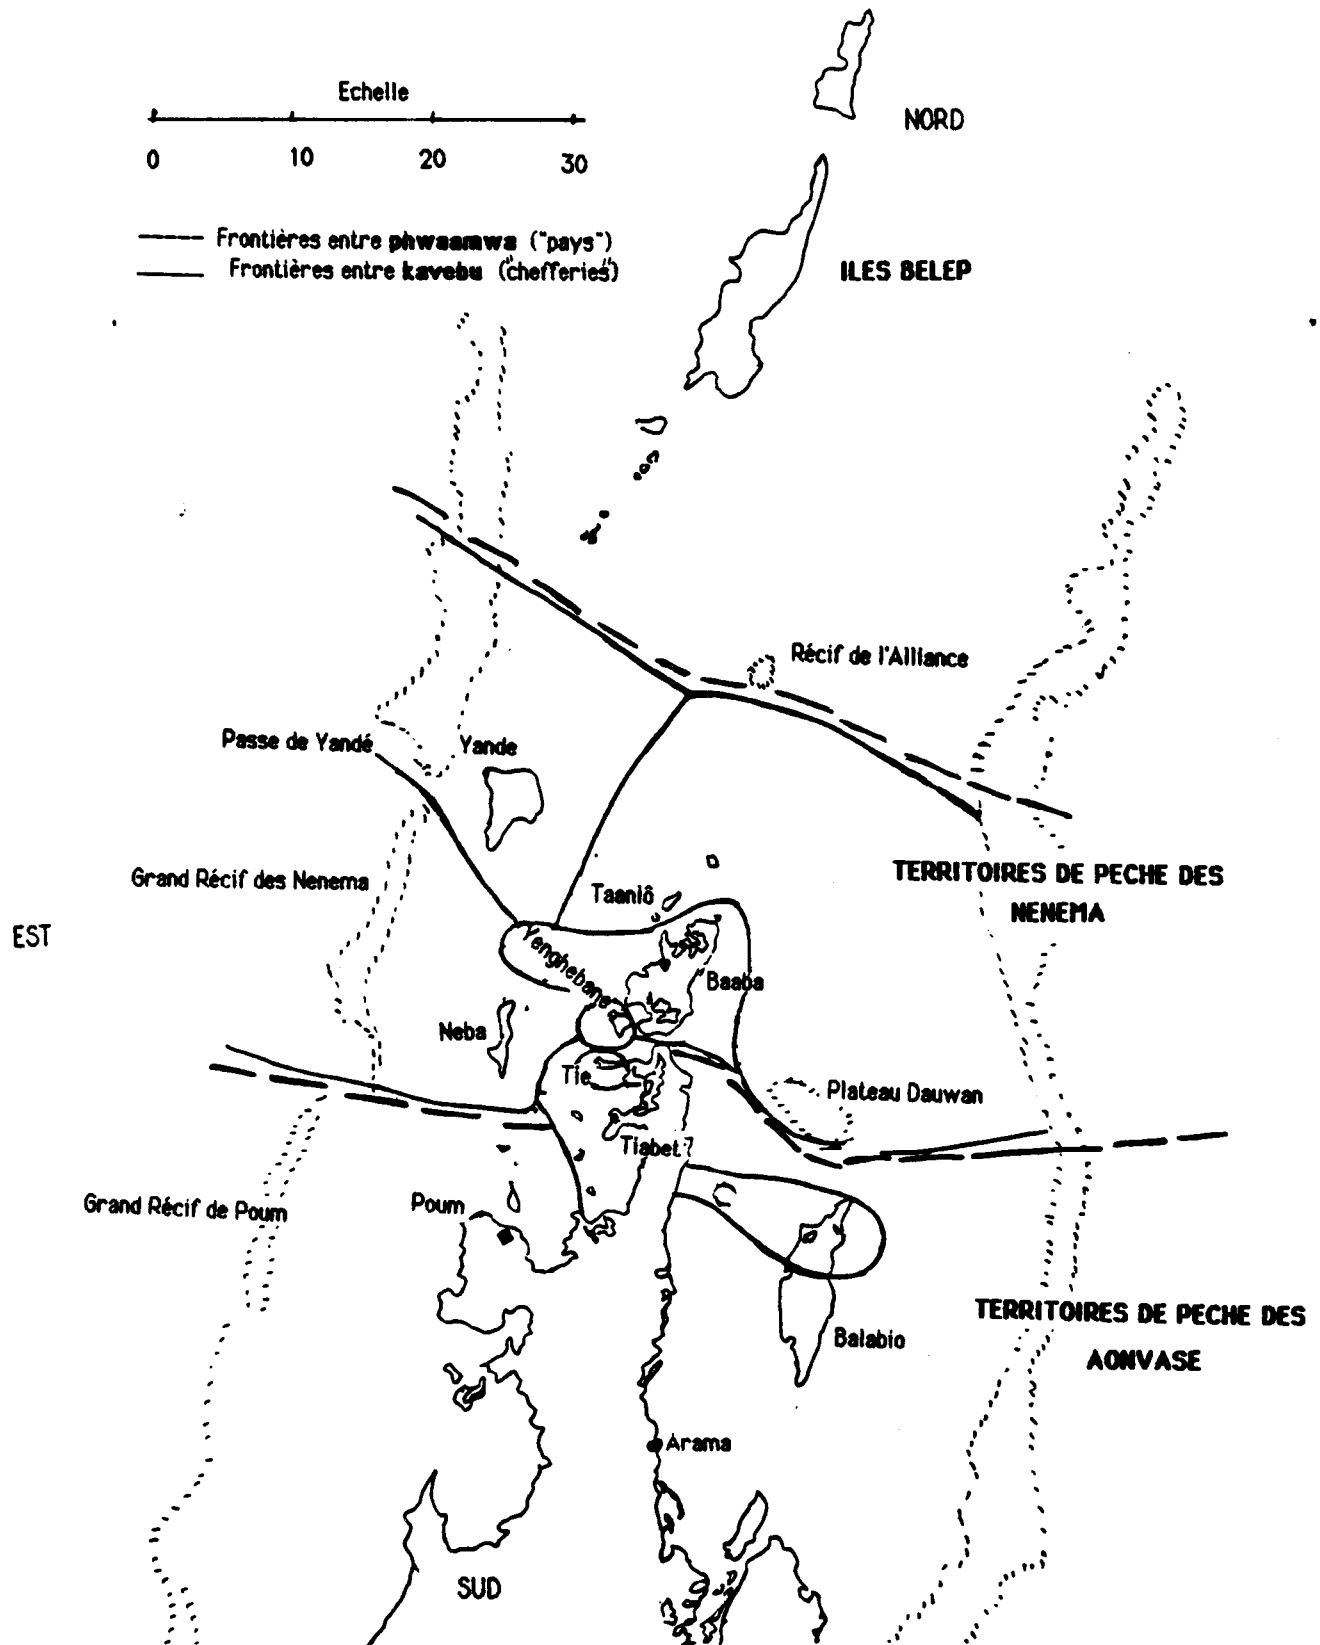 Echelle
0 10 20 30
NORD
Frontières entre phwaamwa ("pays")
Frontières entre kavebu ("chefferies")
ILES BELEP
Récif de l'Alliance
Passe de Yandé
Yande
Grand Récif des Nenema
TERRITOIRES DE PECHE DES
NENEMA
Taaniô
EST
Yenghebane
Baaba
Neba
Tie
Plateau Dauwan
Tiabet
Grand Récif de Poum
Poum
TERRITOIRES DE PECHE DES
AONVASE
Balabio
Arama
SUD